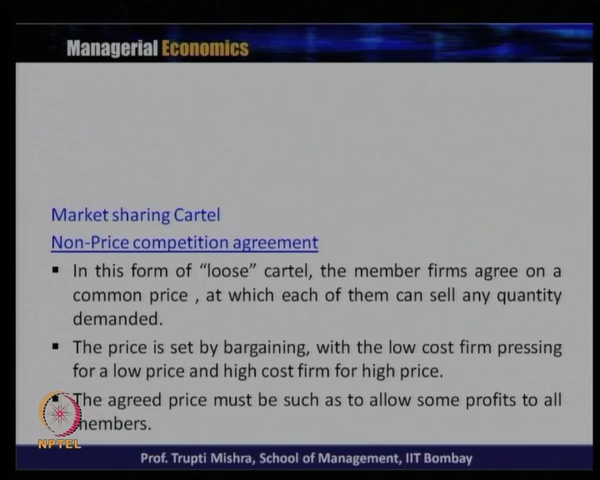 Managerial Economics
Market sharing Cartel
Non-Price competition agreement
▪ In this form of “loose” cartel, the member firms agree on a
common price , at which each of them can sell any quantity
demanded.
▪ The price is set by bargaining, with the low cost firm pressing
for a low price and high cost firm for high price.
▪ The agreed price must be such as to allow some profits to all
members.
NPTEL
Prof. Trupti Mishra, School of Management, IIT Bombay